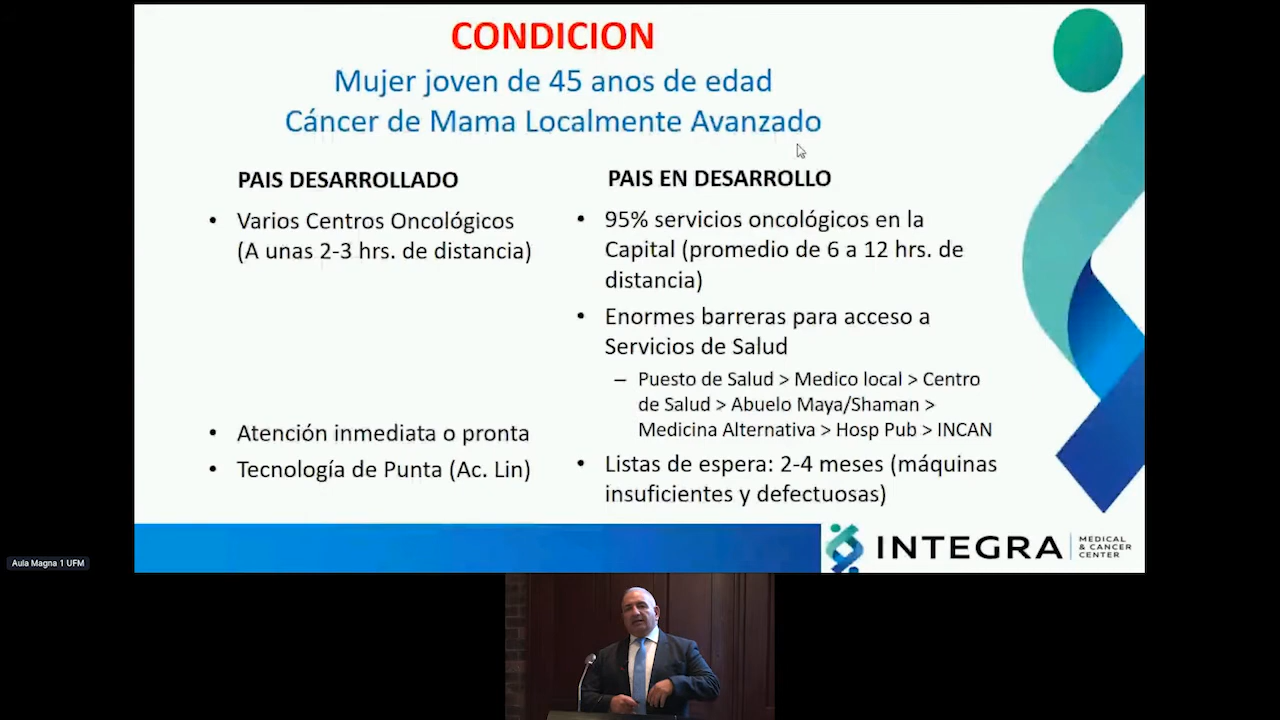 CONDICION
Mujer joven de 45 anos de edad
Cáncer de Mama Localmente Avanzado
PAIS DESARROLLADO
• Varios Centros Oncológicos
(A unas 2-3 hrs. de distancia)
• Atención inmediata o pronta
• Tecnología de Punta (Ac. Lin)
PAIS EN DESARROLLO
• 95% servicios oncológicos en la
Capital (promedio de 6 a 12 hrs. de
distancia)
• Enormes barreras para acceso a
Servicios de Salud
– Puesto de Salud > Medico local > Centro
de Salud > Abuelo Maya/Shaman >
Medicina Alternativa > Hosp Pub > INCAN
• Listas de espera: 2-4 meses (máquinas
insuficientes y defectuosas)
INTEGRA
MEDICAL
& CANCER
CENTER
Aula Magna 1 UFM